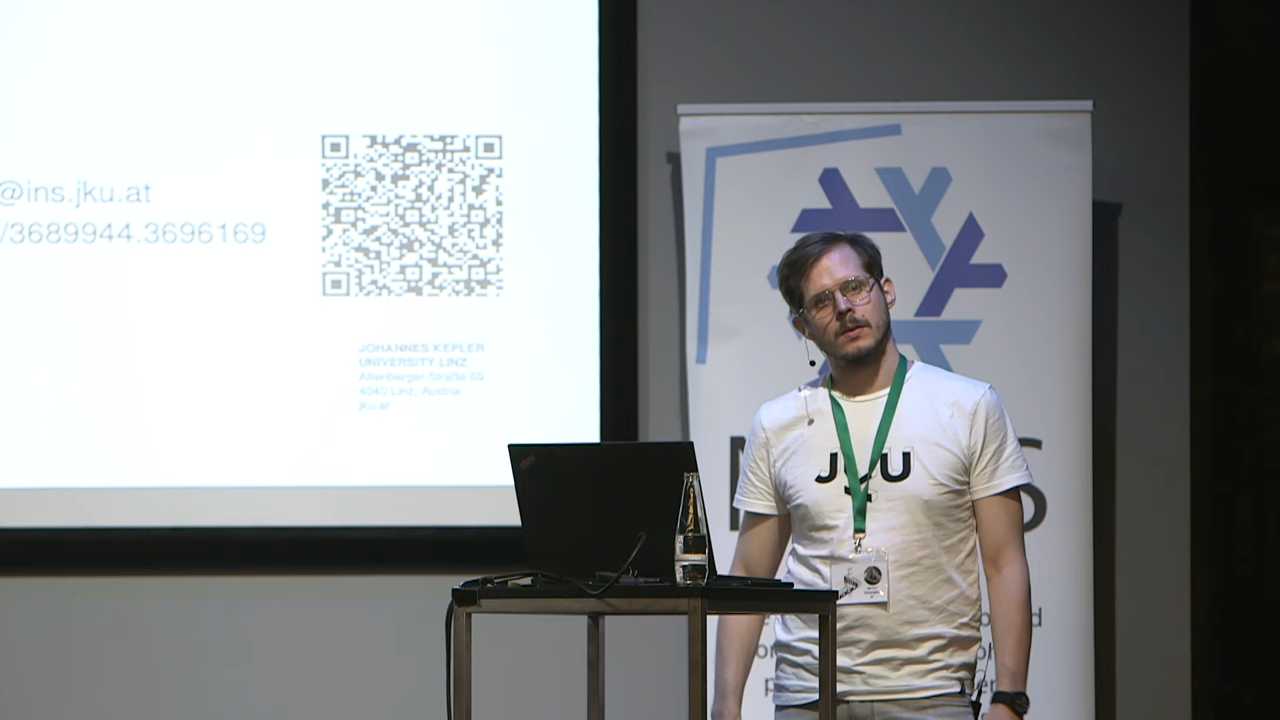 @ins.jku.at
/3689944.3696169
JOHANNES KEPLER
UNIVERSITY LINZ
Altenberger Straße 69
4040 Linz, Austria
jku.at
JKU